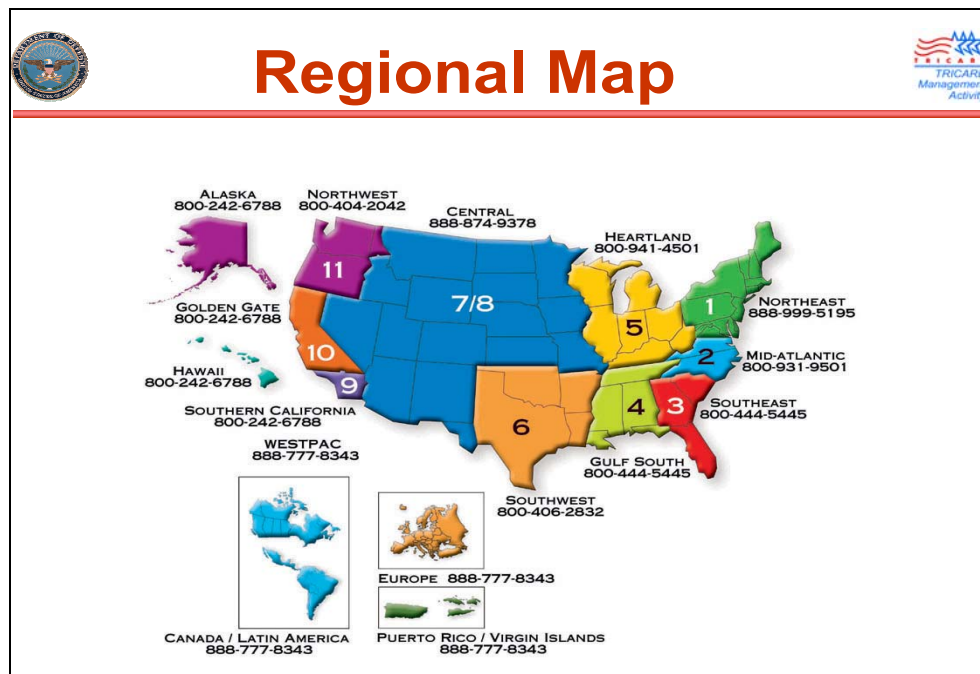 Regional Map
TRICARE
Management
Activity
ALASKA
800-242-6788
NORTHWEST
800-404-2042
CENTRAL
888-874-9378
HEARTLAND
800-941-4501
11
7/8
1
NORTHEAST
888-999-5195
GOLDEN GATE
800-242-6788
5
10
2
MID-ATLANTIC
800-931-9501
HAWAII
800-242-6788
9
SOUTHERN CALIFORNIA
800-242-6788
6
4
3
SOUTHEAST
800-444-5445
WESTPAC
888-777-8343
GULF SOUTH
800-444-5445
SOUTHWEST
800-406-2832
EUROPE 888-777-8343
CANADA / LATIN AMERICA
888-777-8343
PUERTO RICO / VIRGIN ISLANDS
888-777-8343